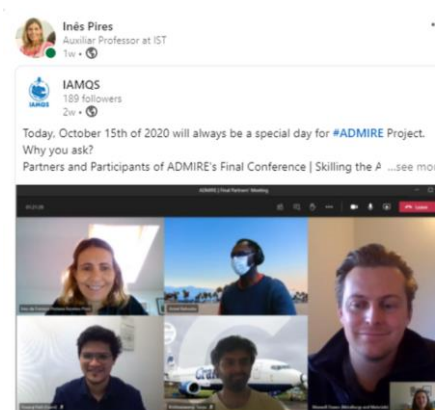 Inês Pires
Auxiliar Professor at IST
1w •
IAMQS
IAMQS
189 followers
2w •
Today, October 15th of 2020 will always be a special day for #ADMIRE Project.
Why you ask?
Partners and Participants of ADMIRE's Final Conference | Skilling the A ...see mor
ADMIRE | Final Partners' Meeting
Leave